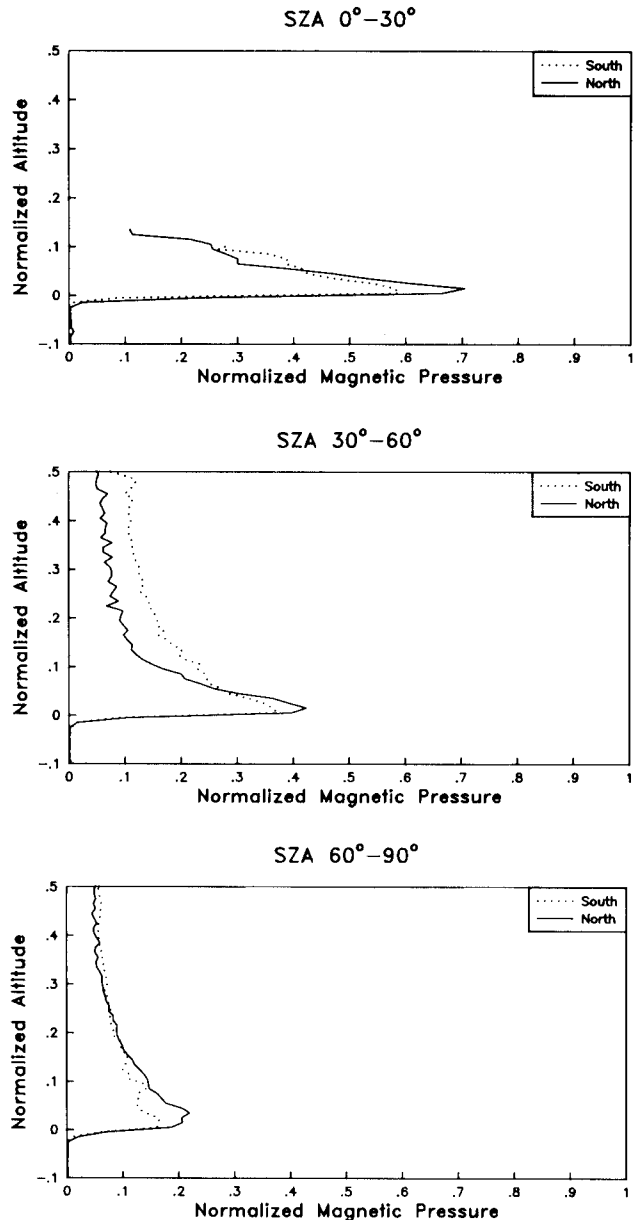 SZA 0°–30°
South
North
.5
.4
.3
.2
.1
0
-.1
Normalized Altitude
0 .1 .2 .3 .4 .5 .6 .7 .8 .9 1
Normalized Magnetic Pressure
SZA 30°–60°
South
North
.5
.4
.3
.2
.1
0
-.1
Normalized Altitude
0 .1 .2 .3 .4 .5 .6 .7 .8 .9 1
Normalized Magnetic Pressure
SZA 60°–90°
South
North
.5
.4
.3
.2
.1
0
-.1
Normalized Altitude
0 .1 .2 .3 .4 .5 .6 .7 .8 .9 1
Normalized Magnetic Pressure